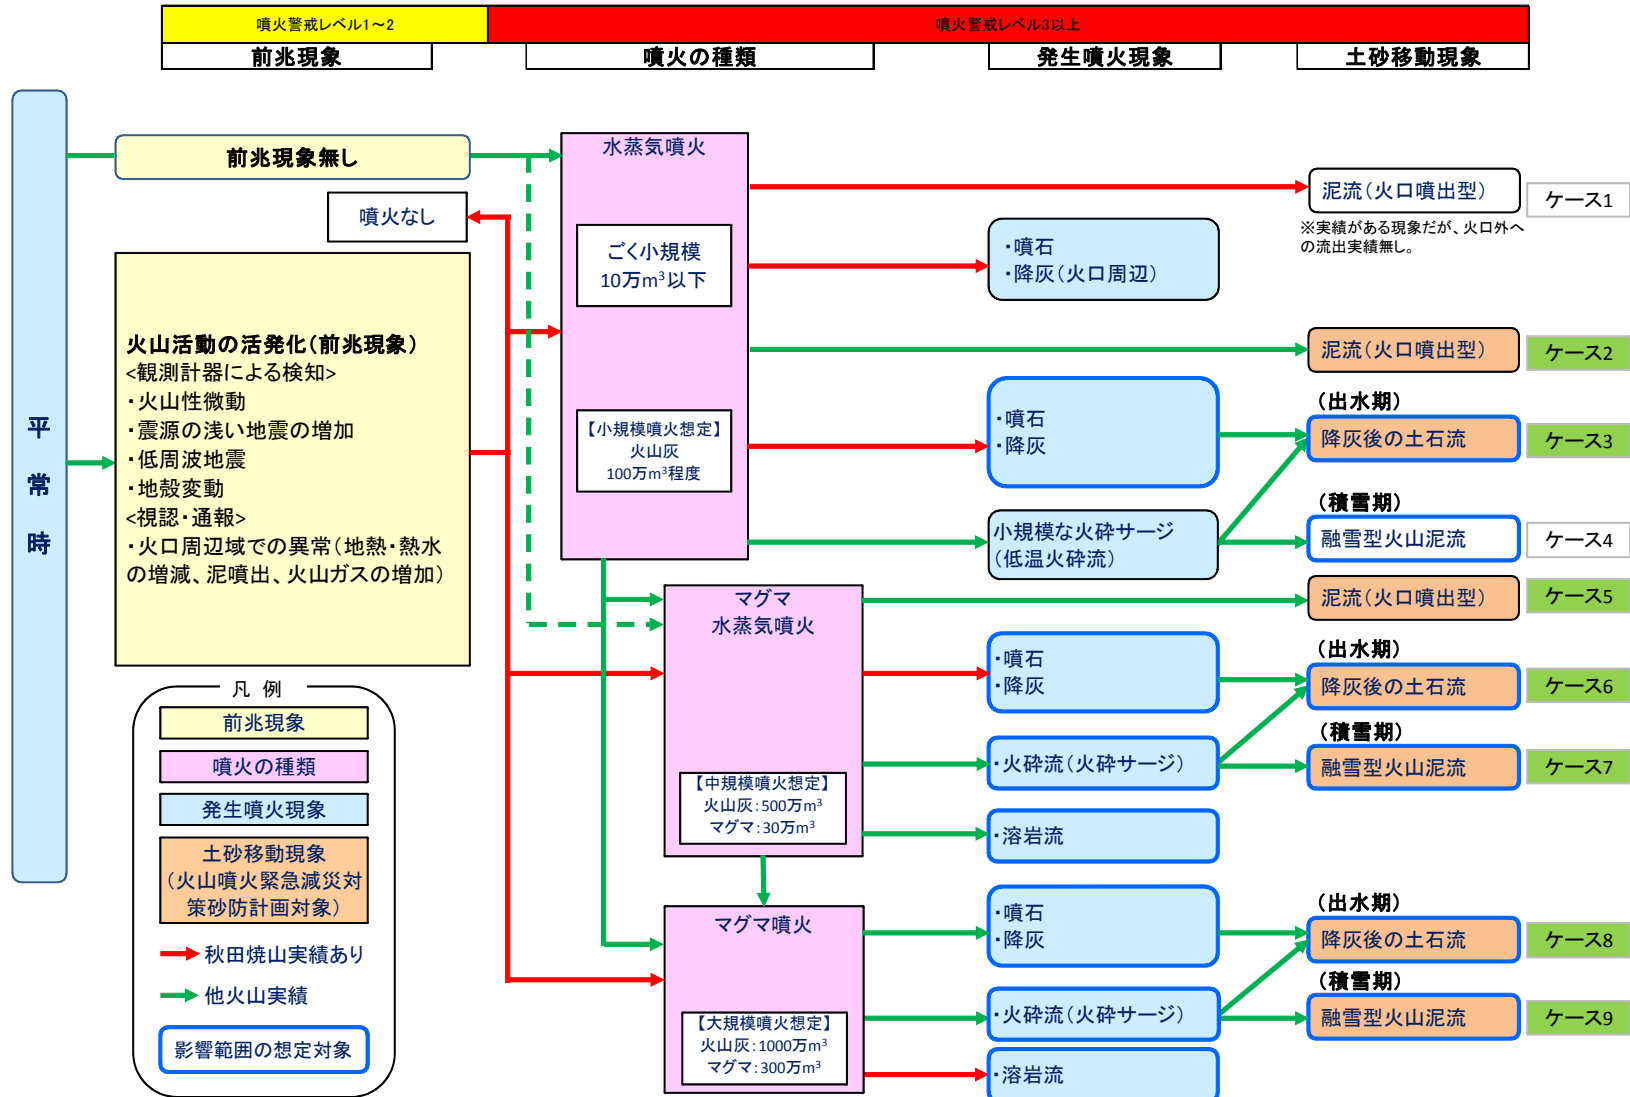 噴火警戒レベル1～2
噴火警戒レベル3以上
前兆現象
噴火の種類
発生噴火現象
土砂移動現象
平
常
時
前兆現象無し
噴火なし
火山活動の活発化（前兆現象）
<観測計器による検知>
・火山性微動
・震源の浅い地震の増加
・低周波地震
・地殻変動
<視認・通報>
・火口周辺域での異常（地熱・熱水
の増減、泥噴出、火山ガスの増加）
水蒸気噴火
ごく小規模
10万m³以下
【小規模噴火想定】
火山灰
100万m³程度
マグマ
水蒸気噴火
【中規模噴火想定】
火山灰：500万m³
マグマ：30万m³
マグマ噴火
【大規模噴火想定】
火山灰：1000万m³
マグマ：300万m³
・噴石
・降灰（火口周辺）
・噴石
・降灰
小規模な火砕サージ
（低温火砕流）
・噴石
・降灰
・火砕流（火砕サージ）
・溶岩流
・噴石
・降灰
・火砕流（火砕サージ）
・溶岩流
泥流（火口噴出型）
ケース1
※実績がある現象だが、火口外へ
の流出実績無し。
泥流（火口噴出型）
ケース2
（出水期）
降灰後の土石流
ケース3
（積雪期）
融雪型火山泥流
ケース4
泥流（火口噴出型）
ケース5
（出水期）
降灰後の土石流
ケース6
（積雪期）
融雪型火山泥流
ケース7
（出水期）
降灰後の土石流
ケース8
（積雪期）
融雪型火山泥流
ケース9
凡 例
前兆現象
噴火の種類
発生噴火現象
土砂移動現象
（火山噴火緊急減災対
策砂防計画対象）
秋田焼山実績あり
他火山実績
影響範囲の想定対象